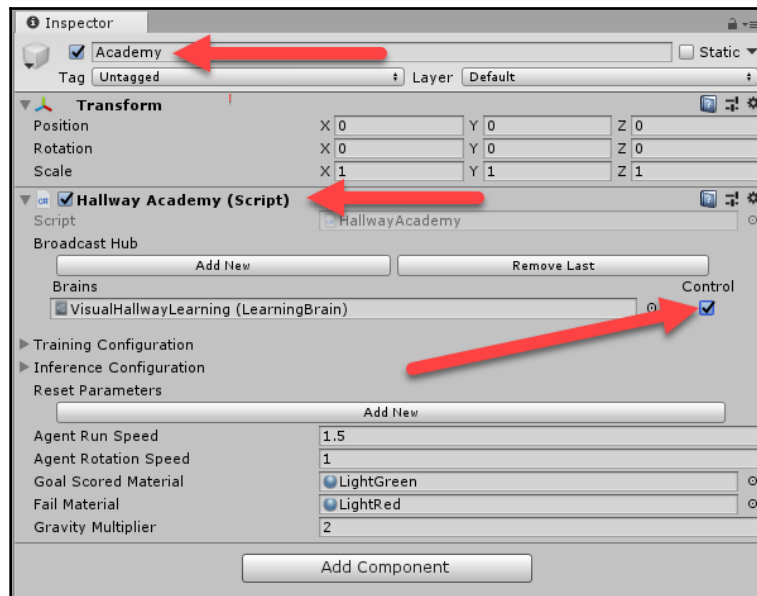 Inspector
Academy Static
Tag Untagged Layer Default
Transform
Position X 0 Y 0 Z 0
Rotation X 0 Y 0 Z 0
Scale X 1 Y 1 Z 1
Hallway Academy (Script)
Script HallwayAcademy
Broadcast Hub
Add New Remove Last
Brains Control
VisualHallwayLearning (LearningBrain)
Training Configuration
Inference Configuration
Reset Parameters
Add New
Agent Run Speed 1.5
Agent Rotation Speed 1
Goal Scored Material LightGreen
Fail Material LightRed
Gravity Multiplier 2
Add Component